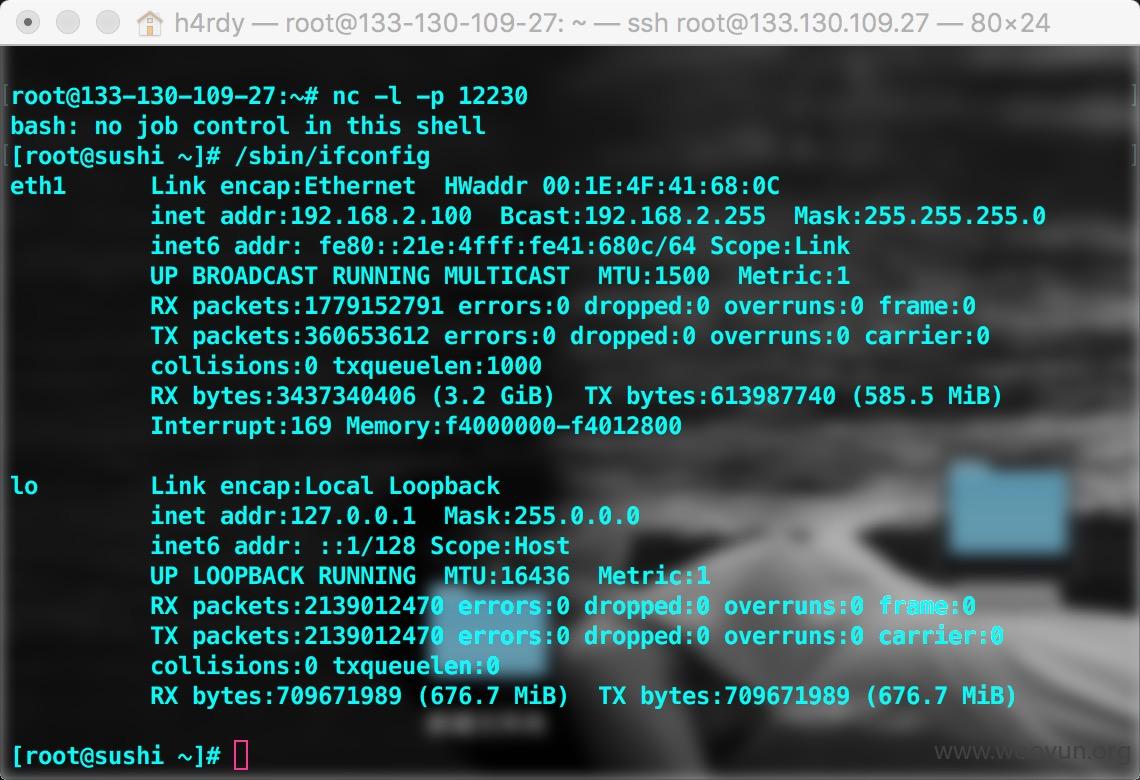 h4rdy — root@133-130-109-27: ~ — ssh root@133.130.109.27 — 80×24
[root@133-130-109-27:~# nc -l -p 12230 ]
bash: no job control in this shell
[[root@sushi ~]# /sbin/ifconfig ]
eth1 Link encap:Ethernet HWaddr 00:1E:4F:41:68:0C
inet addr:192.168.2.100 Bcast:192.168.2.255 Mask:255.255.255.0
inet6 addr: fe80::21e:4fff:fe41:680c/64 Scope:Link
UP BROADCAST RUNNING MULTICAST MTU:1500 Metric:1
RX packets:1779152791 errors:0 dropped:0 overruns:0 frame:0
TX packets:360653612 errors:0 dropped:0 overruns:0 carrier:0
collisions:0 txqueuelen:1000
RX bytes:3437340406 (3.2 GiB) TX bytes:613987740 (585.5 MiB)
Interrupt:169 Memory:f4000000-f4012800
lo Link encap:Local Loopback
inet addr:127.0.0.1 Mask:255.0.0.0
inet6 addr: ::1/128 Scope:Host
UP LOOPBACK RUNNING MTU:16436 Metric:1
RX packets:2139012470 errors:0 dropped:0 overruns:0 frame:0
TX packets:2139012470 errors:0 dropped:0 overruns:0 carrier:0
collisions:0 txqueuelen:0
RX bytes:709671989 (676.7 MiB) TX bytes:709671989 (676.7 MiB)
[root@sushi ~]#
www.wooyun.org